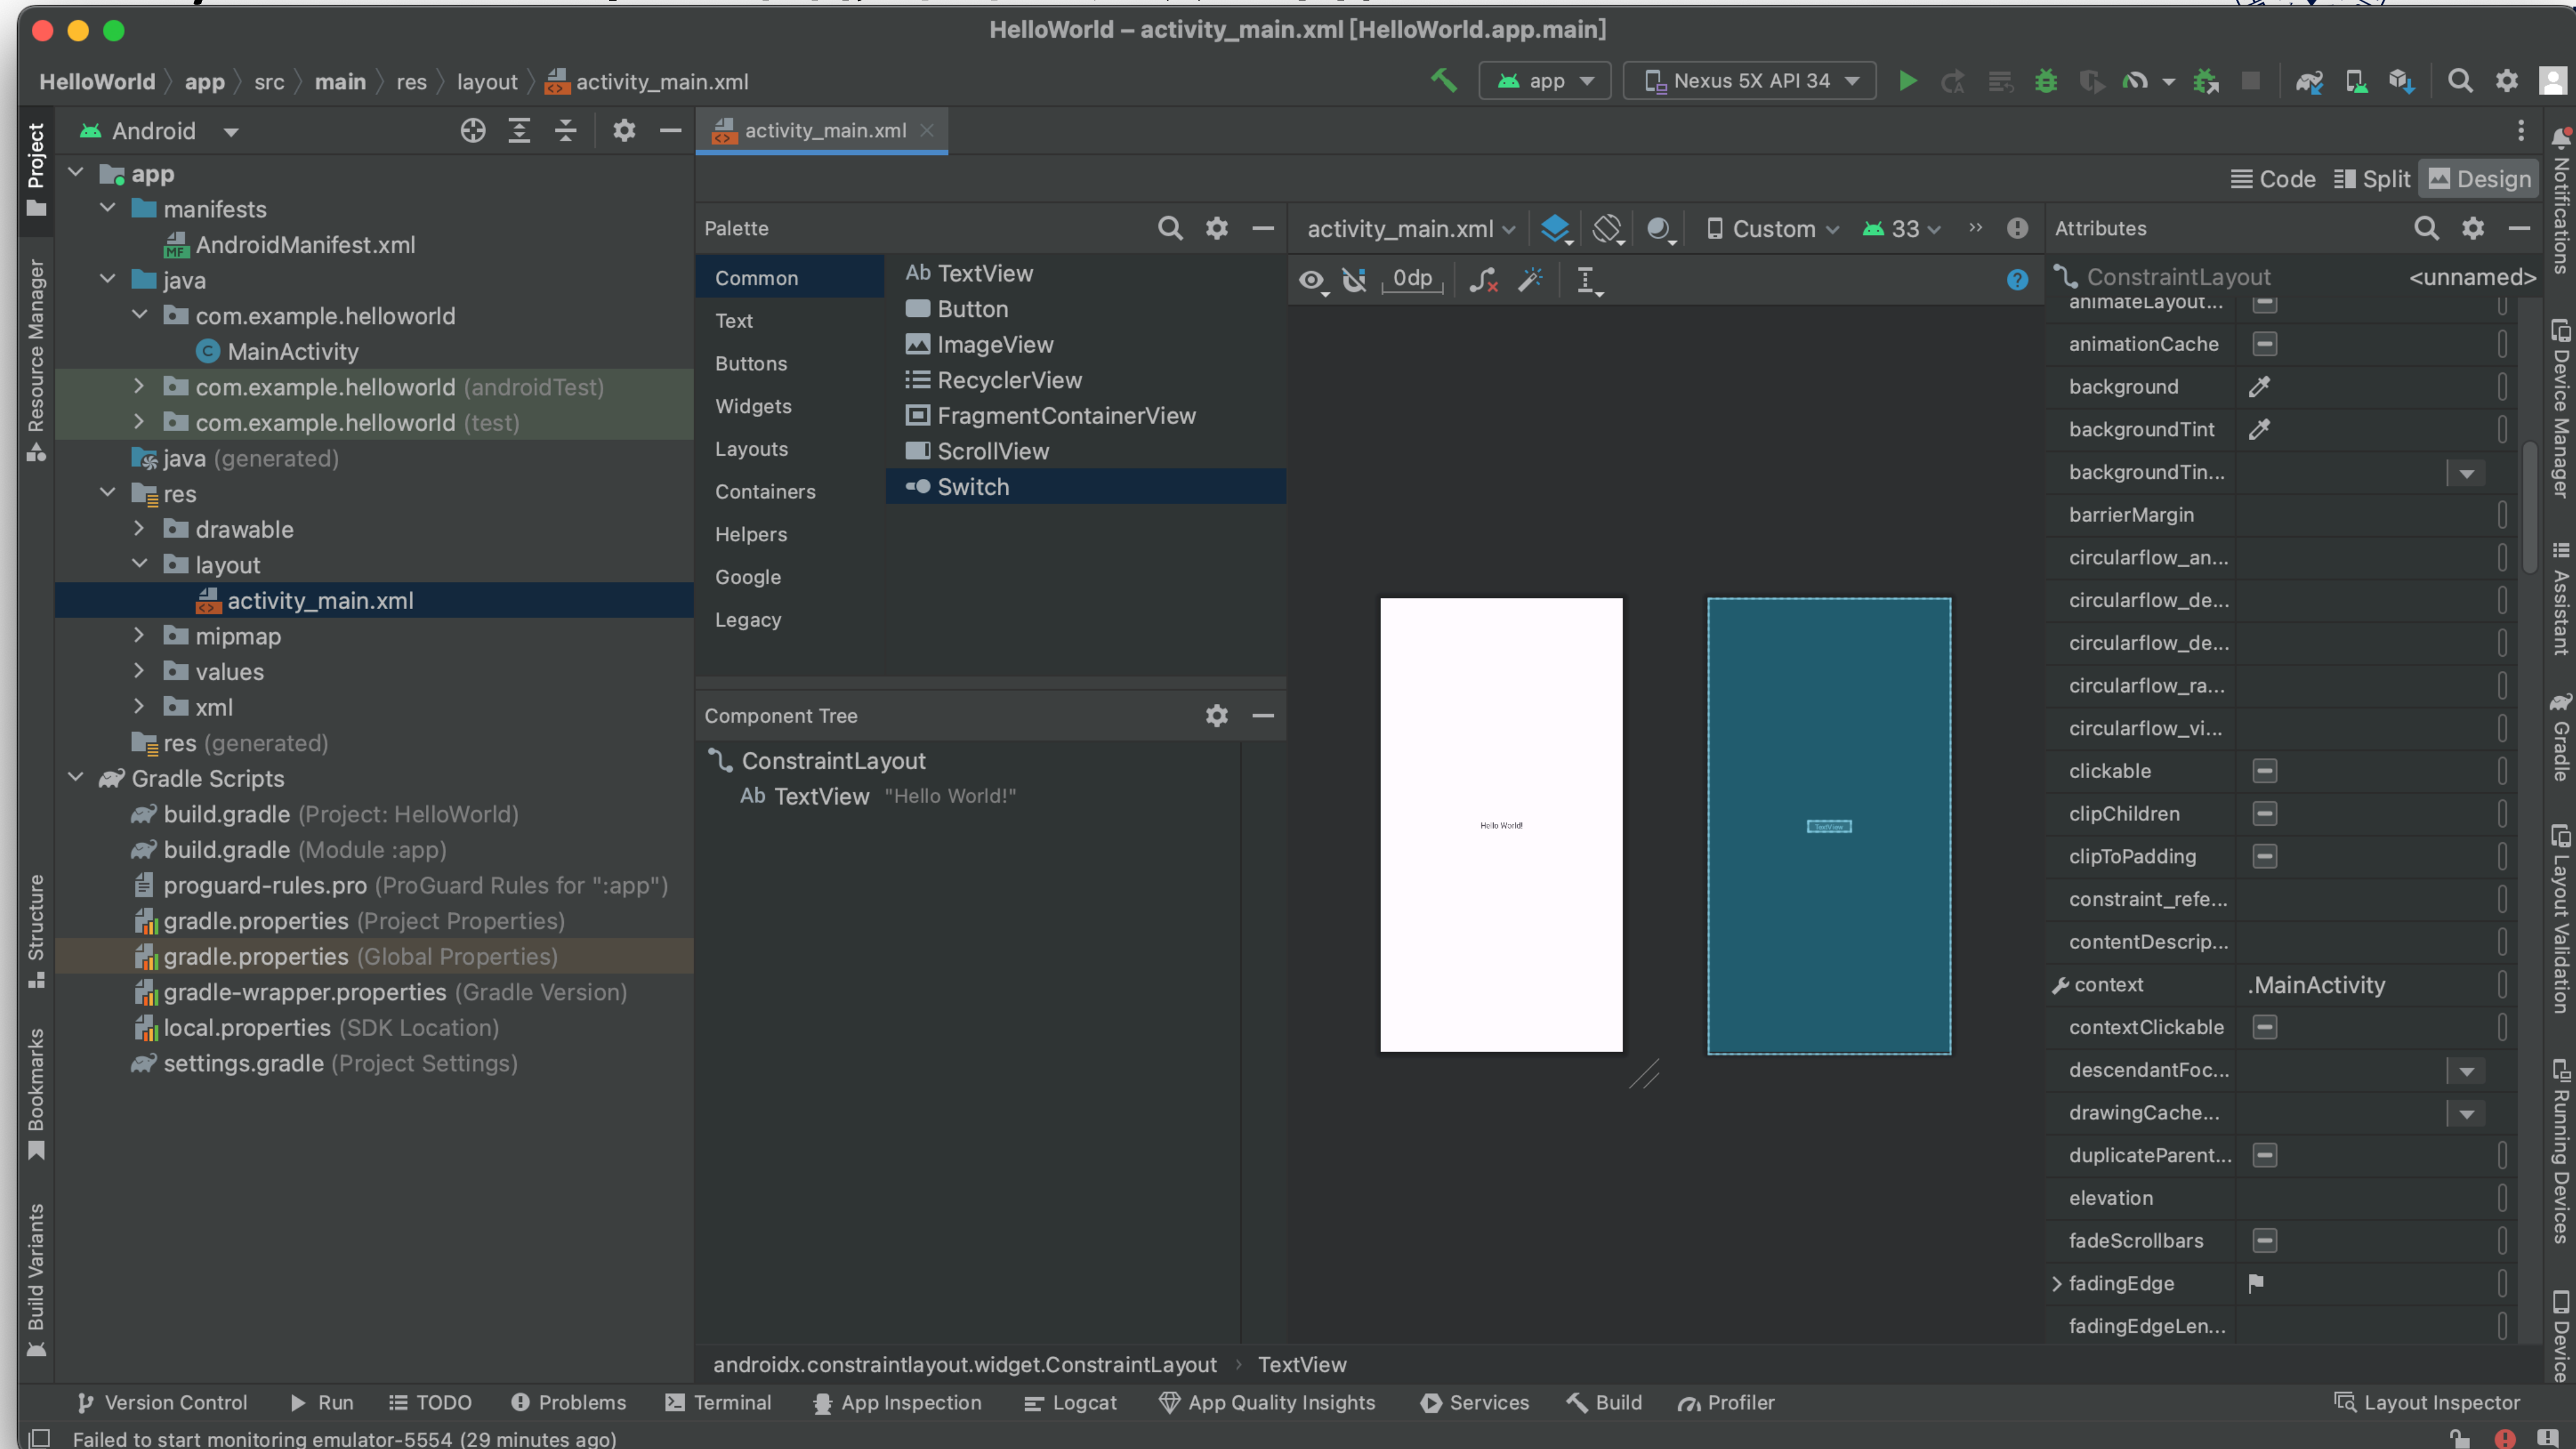 HelloWorld – activity_main.xml [HelloWorld.app.main]
HelloWorld app src main res layout activity_main.xml
app
Nexus 5X API 34
Project
Resource Manager
Structure
Bookmarks
Build Variants
Android
app
manifests
AndroidManifest.xml
java
com.example.helloworld
MainActivity
com.example.helloworld (androidTest)
com.example.helloworld (test)
java (generated)
res
drawable
layout
activity_main.xml
mipmap
values
xml
res (generated)
Gradle Scripts
build.gradle (Project: HelloWorld)
build.gradle (Module :app)
proguard-rules.pro (ProGuard Rules for ":app")
gradle.properties (Project Properties)
gradle.properties (Global Properties)
gradle-wrapper.properties (Gradle Version)
local.properties (SDK Location)
settings.gradle (Project Settings)
activity_main.xml
Code Split Design
Palette
Common
Text
Buttons
Widgets
Layouts
Containers
Helpers
Google
Legacy
Ab TextView
Button
ImageView
RecyclerView
FragmentContainerView
ScrollView
Switch
Component Tree
ConstraintLayout
Ab TextView "Hello World!"
activity_main.xml
Custom
33
0dp
Hello World!
TextView
Attributes
ConstraintLayout <unnamed>
animateLayout...
animationCache
background
backgroundTint
backgroundTin...
barrierMargin
circularflow_an...
circularflow_de...
circularflow_de...
circularflow_ra...
circularflow_vi...
clickable
clipChildren
clipToPadding
constraint_refe...
contentDescrip...
context .MainActivity
contextClickable
descendantFoc...
drawingCache...
duplicateParent...
elevation
fadeScrollbars
fadingEdge
fadingEdgeLen...
Notifications
Device Manager
Assistant
Gradle
Layout Validation
Running Devices
Device
androidx.constraintlayout.widget.ConstraintLayout TextView
Version Control Run TODO Problems Terminal App Inspection Logcat App Quality Insights Services Build Profiler Layout Inspector
Failed to start monitoring emulator-5554 (29 minutes ago)